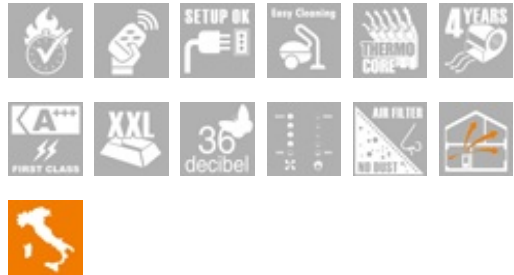 SETUP OK
Easy Cleaning
THERMO
CORE
4 YEARS
A+++
FIRST CLASS
XXL
36
decibel
AIR FILTER
NO DUST